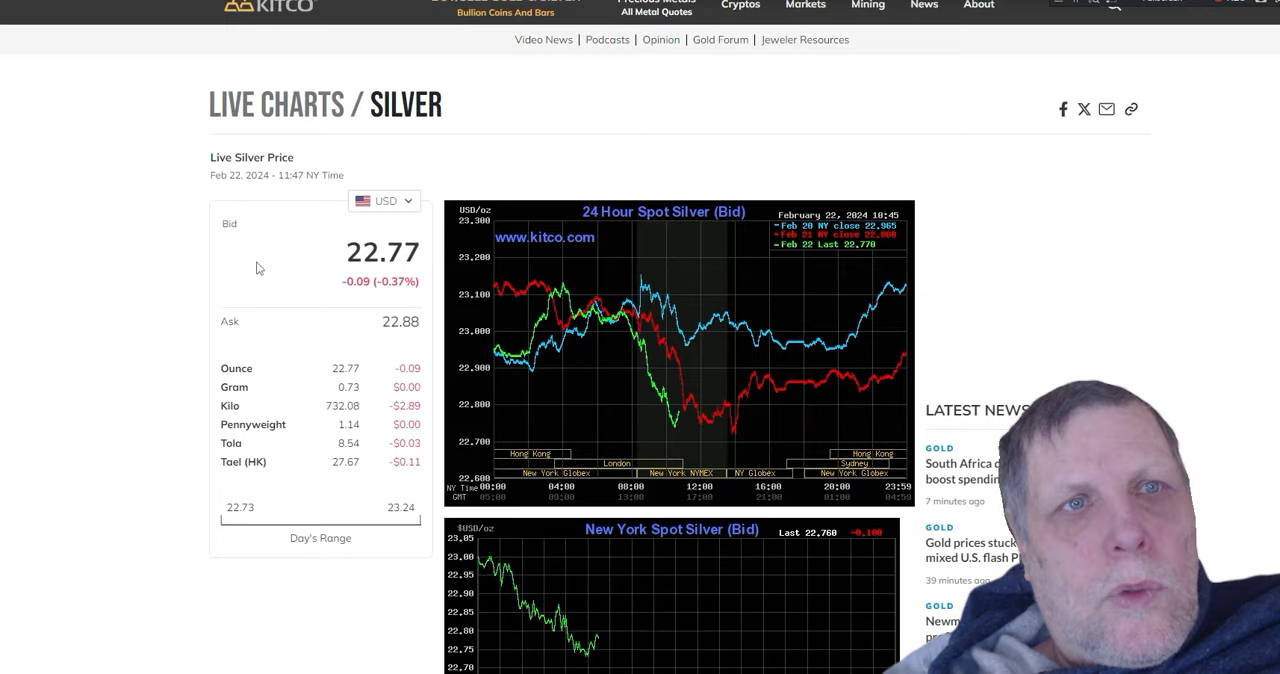 KITCO
Bullion Coins And Bars
All Metal Quotes
Cryptos
Markets
Mining
News
About
Video News | Podcasts | Opinion | Gold Forum | Jeweler Resources
LIVE CHARTS / SILVER
Live Silver Price
Feb 22, 2024 - 11:47 NY Time
USD
Bid
22.77
-0.09 (-0.37%)
Ask 22.88
Ounce 22.77 -0.09
Gram 0.73 $0.00
Kilo 732.08 -$2.89
Pennyweight 1.14 $0.00
Tola 8.54 -$0.03
Tael (HK) 27.67 -$0.11
22.73 23.24
Day's Range
USD/oz 24 Hour Spot Silver (Bid) February 22, 2024 10:45
www.kitco.com
Feb 20 NY close 22.965
Feb 21 NY close 22.860
Feb 22 Last 22.770
23.300
23.200
23.100
23.000
22.900
22.800
22.700
22.600
Hong Kong Hong Kong
London Sydney
New York Globex New York NYMEX NY Globex New York Globex
NY Time 00:00 04:00 08:00 12:00 16:00 20:00 23:59
GMT 05:00 09:00 13:00 17:00 21:00 01:00 04:59
$USD/oz New York Spot Silver (Bid) Last 22.760 -0.100
23.05
23.00
22.95
22.90
22.85
22.80
22.75
22.70
LATEST NEWS
GOLD
South Africa
boost spendin
7 minutes ago
GOLD
Gold prices stuck
mixed U.S. flash P
39 minutes ago
GOLD
Newm